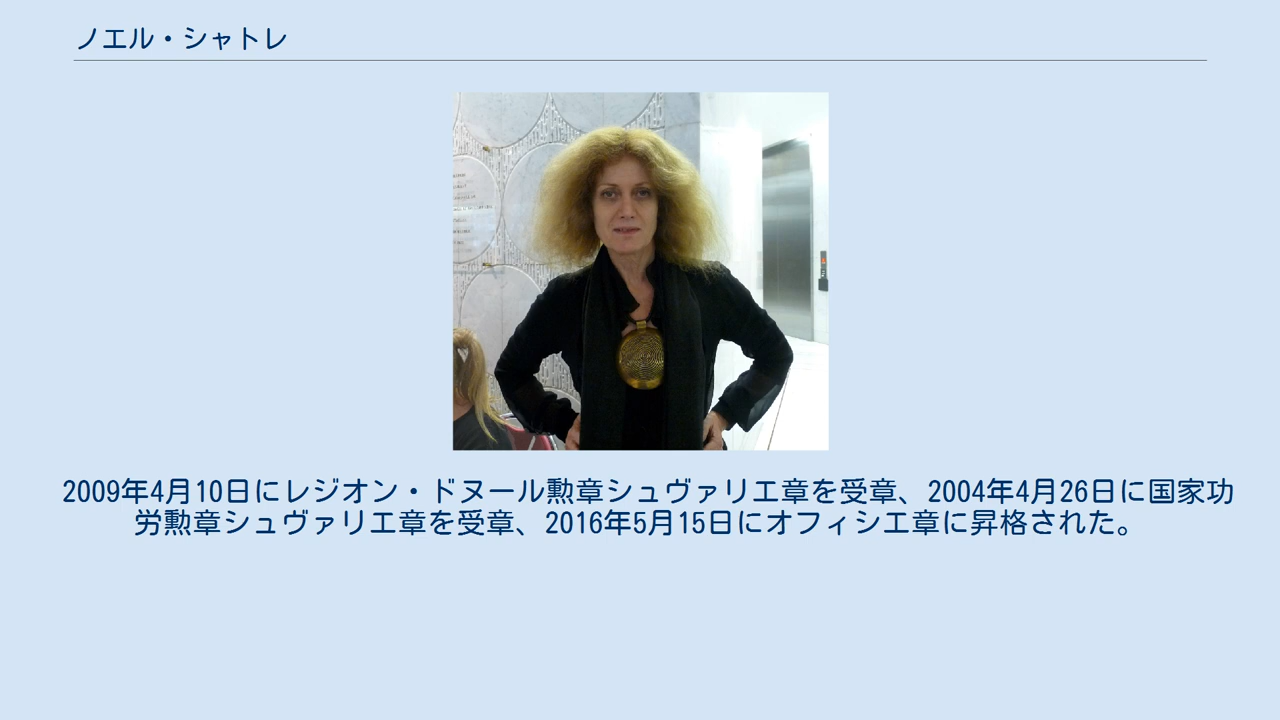 ノエル・シャトレ
2009年4月10日にレジオン・ドヌール勲章シュヴァリエ章を受章、2004年4月26日に国家功
労勲章シュヴァリエ章を受章、2016年5月15日にオフィシエ章に昇格された。